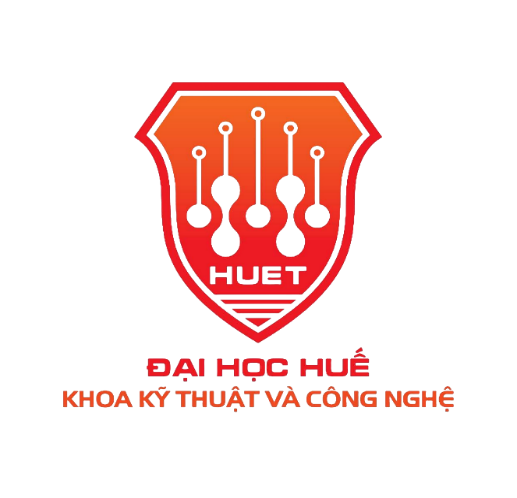 HUET
ĐẠI HỌC HUẾ
KHOA KỸ THUẬT VÀ CÔNG NGHỆ